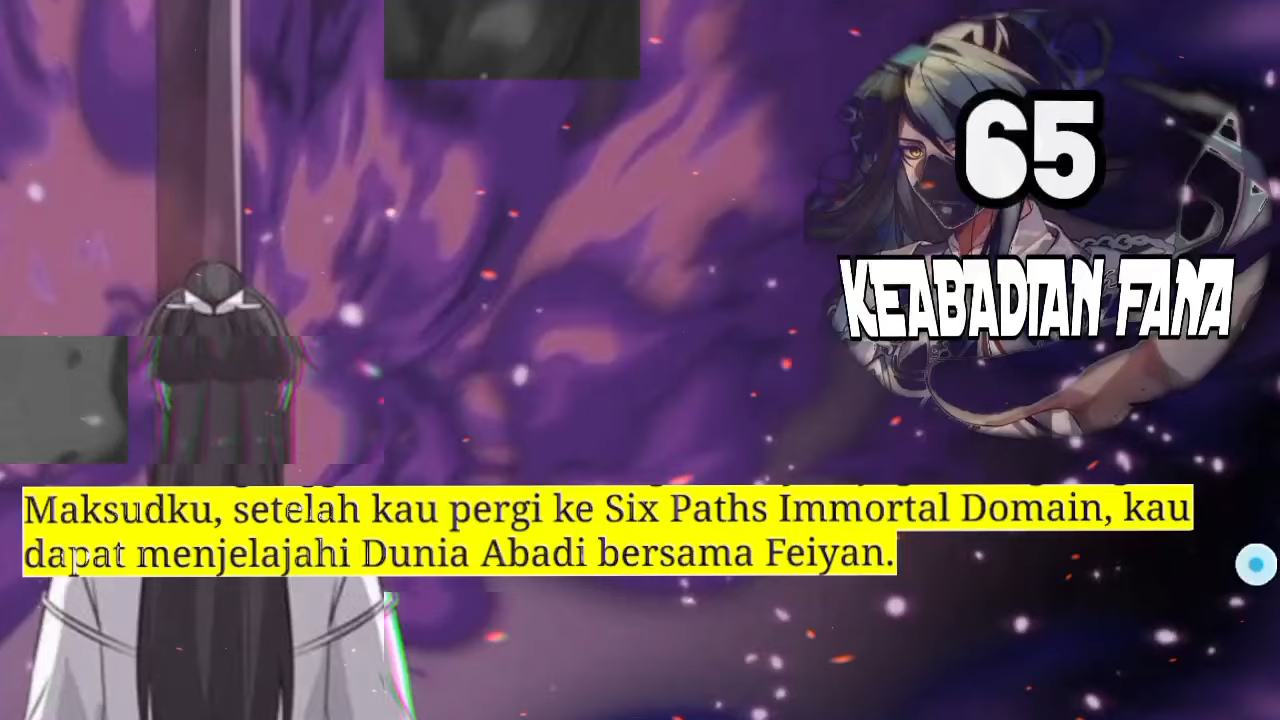 65
KEABADIAN FANA
Maksudku, setelah kau pergi ke Six Paths Immortal Domain, kau
dapat menjelajahi Dunia Abadi bersama Feiyan.